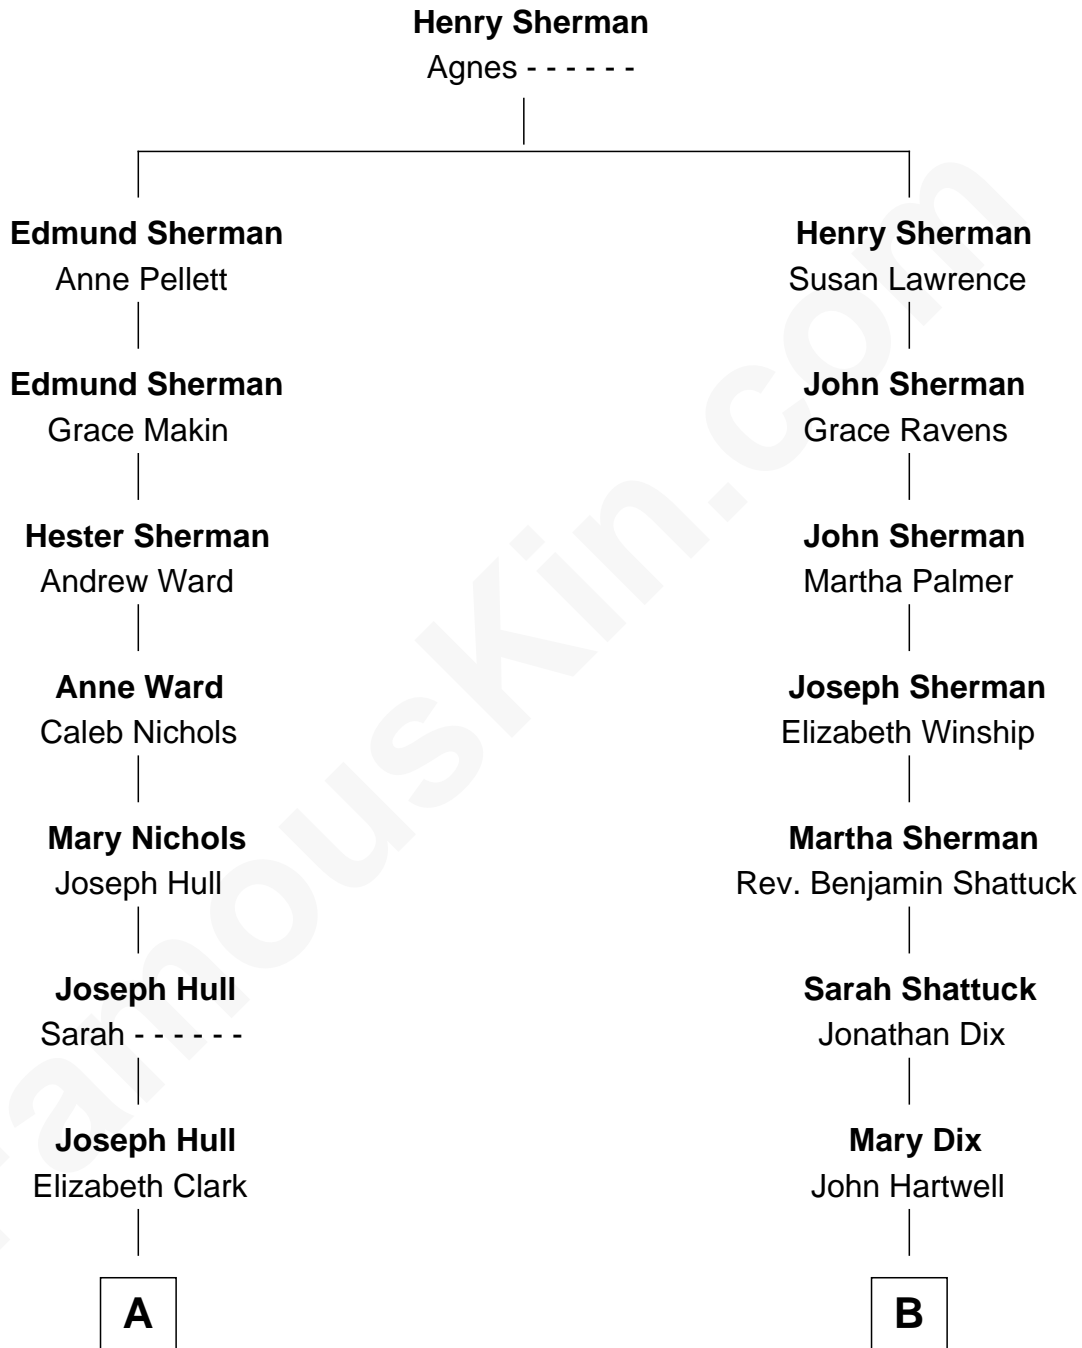 Henry Sherman
Agnes - - - - - -
Edmund Sherman
Anne Pellett
Henry Sherman
Susan Lawrence
Edmund Sherman
Grace Makin
John Sherman
Grace Ravens
Hester Sherman
Andrew Ward
John Sherman
Martha Palmer
Anne Ward
Caleb Nichols
Joseph Sherman
Elizabeth Winship
Mary Nichols
Joseph Hull
Martha Sherman
Rev. Benjamin Shattuck
Joseph Hull
Sarah - - - - - -
Sarah Shattuck
Jonathan Dix
Joseph Hull
Elizabeth Clark
Mary Dix
John Hartwell
A
B
FamousKin.com